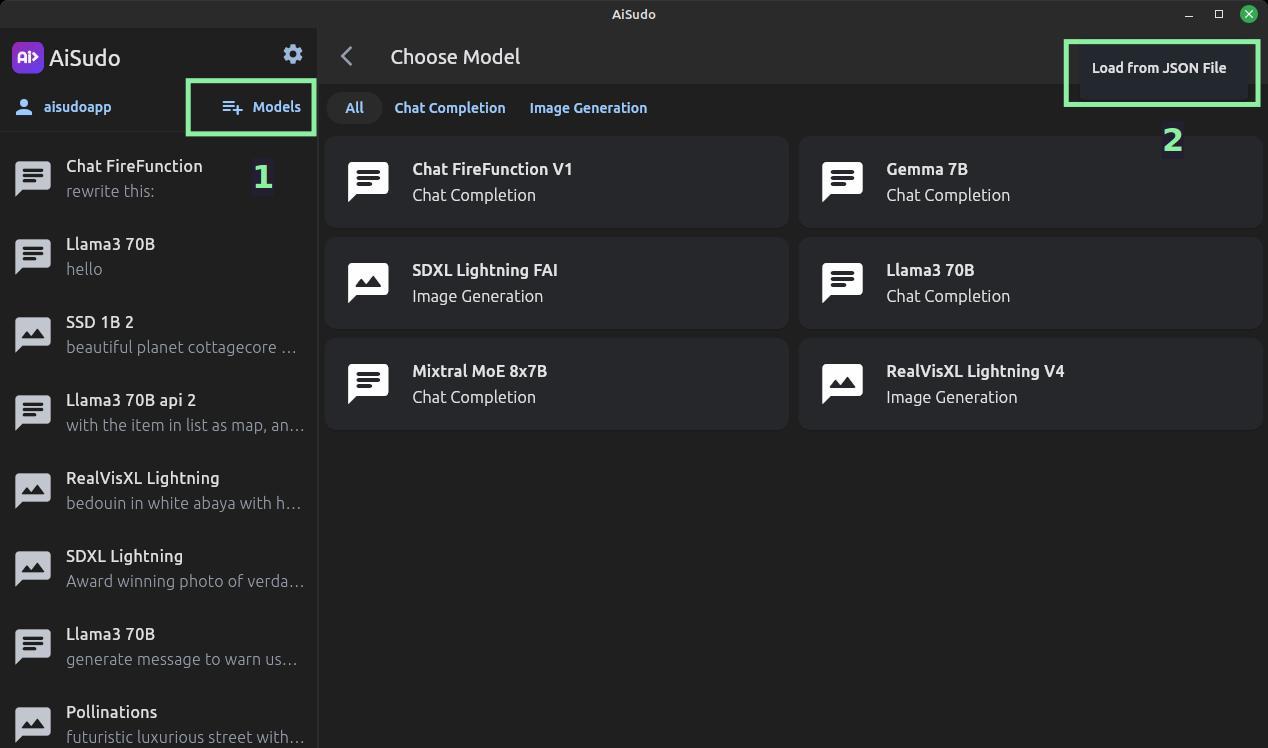 AiSudo
Ai>
AiSudo
aisudoapp
Models
1
Chat FireFunction
rewrite this:
Llama3 70B
hello
SSD 1B 2
beautiful planet cottagecore ...
Llama3 70B api 2
with the item in list as map, an...
RealVisXL Lightning
bedouin in white abaya with h...
SDXL Lightning
Award winning photo of verda...
Llama3 70B
generate message to warn us...
Pollinations
futuristic luxurious street with...
Choose Model
Load from JSON File
2
All
Chat Completion
Image Generation
Chat FireFunction V1
Chat Completion
Gemma 7B
Chat Completion
SDXL Lightning FAI
Image Generation
Llama3 70B
Chat Completion
Mixtral MoE 8x7B
Chat Completion
RealVisXL Lightning V4
Image Generation